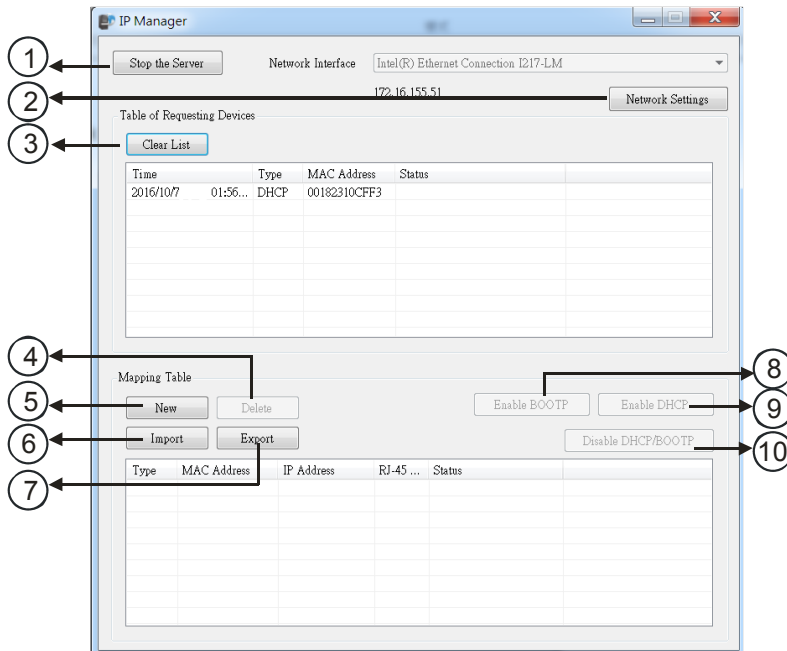 IP Manager
1 Stop the Server Network Interface Intel(R) Ethernet Connection I217-LM
172.16.155.51
2 Network Settings
Table of Requesting Devices
3 Clear List
Time Type MAC Address Status
2016/10/7 01:56... DHCP 00182310CFF3
4
Mapping Table
8
5 New Delete Enable BOOTP Enable DHCP 9
6 Import Export Disable DHCP/BOOTP 10
Type MAC Address IP Address RJ-45 ... Status
7